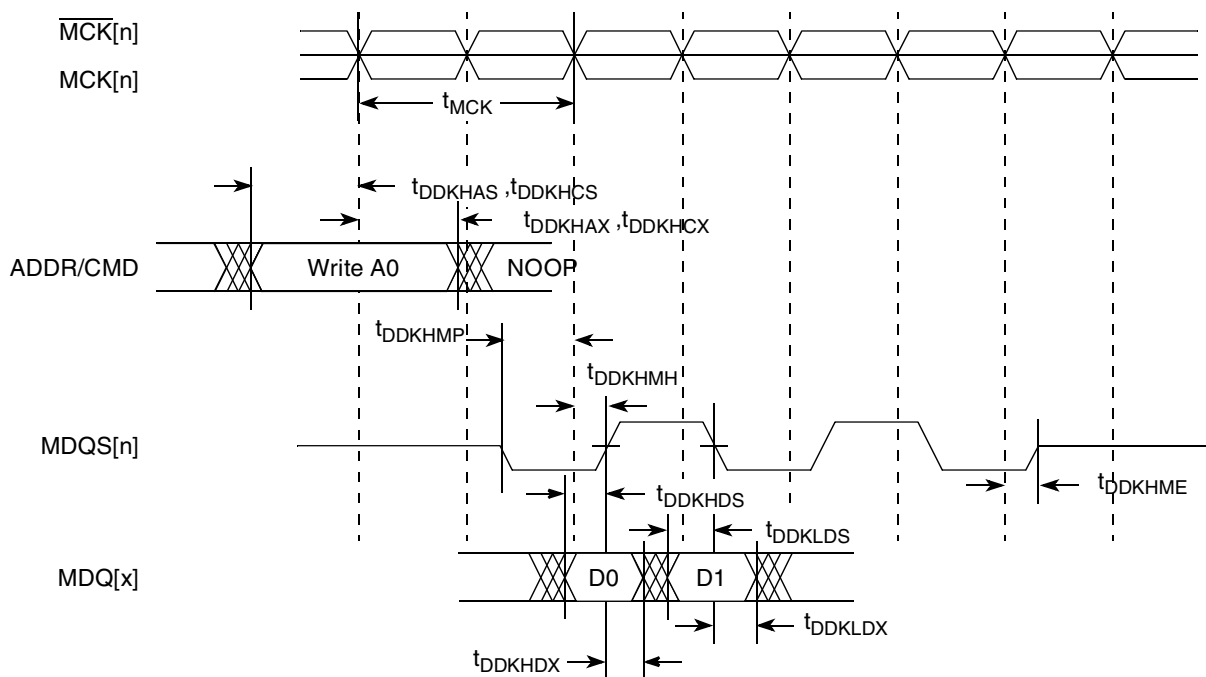 MCK[n]
MCK[n]
tMCK
tDDKHAS ,tDDKHCS
tDDKHAX ,tDDKHCX
ADDR/CMD
Write A0
NOOP
tDDKHMP
tDDKHMH
MDQS[n]
tDDKHDS
tDDKHME
tDDKLDS
MDQ[x]
D0
D1
tDDKLDX
tDDKHDX